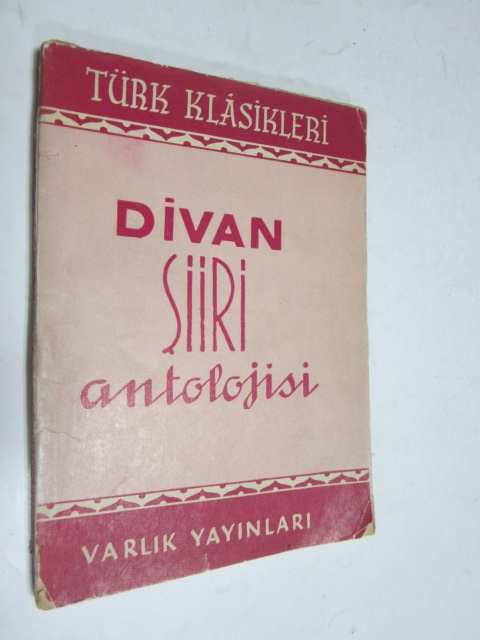 TÜRK KLÂSİKLERİ
DİVAN
ŞİİRİ
antolojisi
VARLIK YAYINLARI